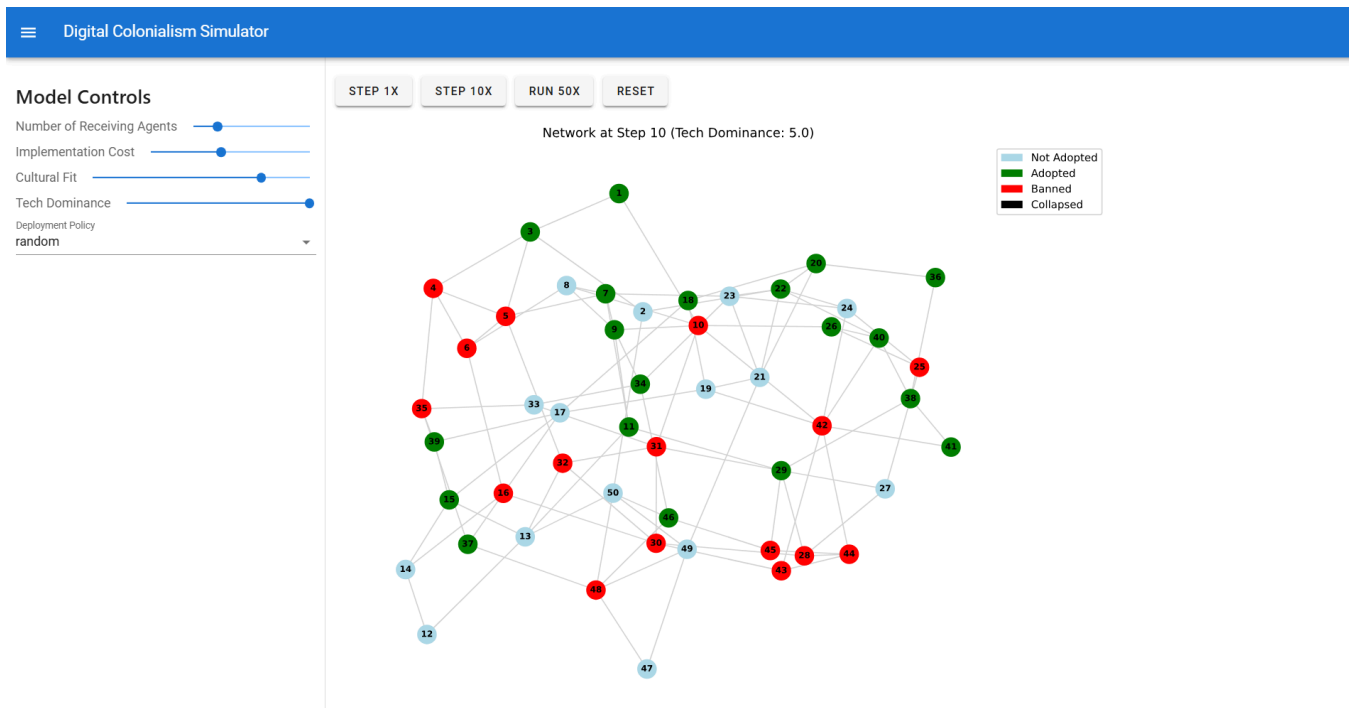 Digital Colonialism Simulator
Model Controls
Number of Receiving Agents
Implementation Cost
Cultural Fit
Tech Dominance
Deployment Policy
random
STEP 1X STEP 10X RUN 50X RESET
Network at Step 10 (Tech Dominance: 5.0)
Not Adopted
Adopted
Banned
Collapsed
1
3
20
36
4 8 7 18 23 22
2 24
5 9 10 26 40
6
25
34 19 21
38
35 33 17
11 42
39 31 41
32 29
15 16 50 27
46
13
37 30 49 45 28 44
14 43
48
12
47